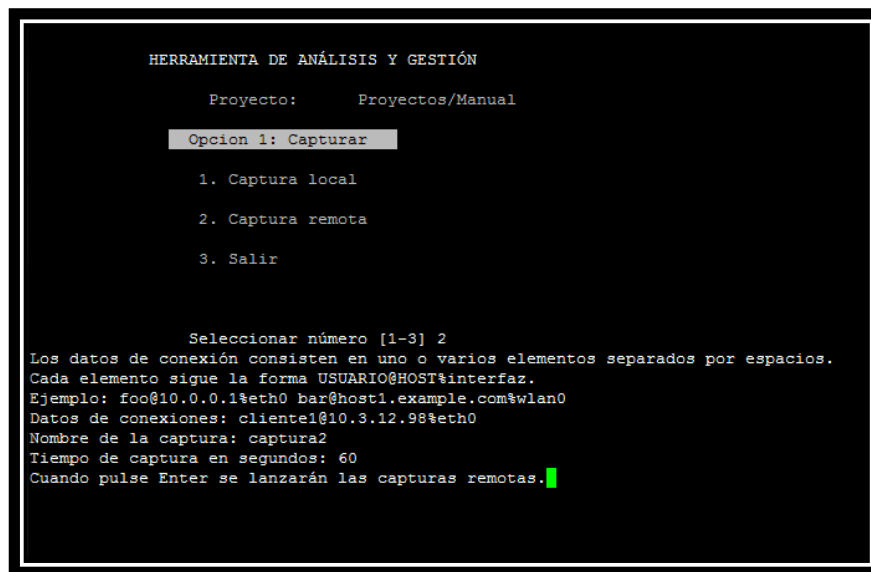 HERRAMIENTA DE ANÁLISIS Y GESTIÓN
Proyecto: Proyectos/Manual
Opcion 1: Capturar
1. Captura local
2. Captura remota
3. Salir
Seleccionar número [1-3] 2
Los datos de conexión consisten en uno o varios elementos separados por espacios.
Cada elemento sigue la forma USUARIO@HOST%interfaz.
Ejemplo: foo@10.0.0.1%eth0 bar@host1.example.com%wlan0
Datos de conexiones: cliente1@10.3.12.98%eth0
Nombre de la captura: captura2
Tiempo de captura en segundos: 60
Cuando pulse Enter se lanzarán las capturas remotas.